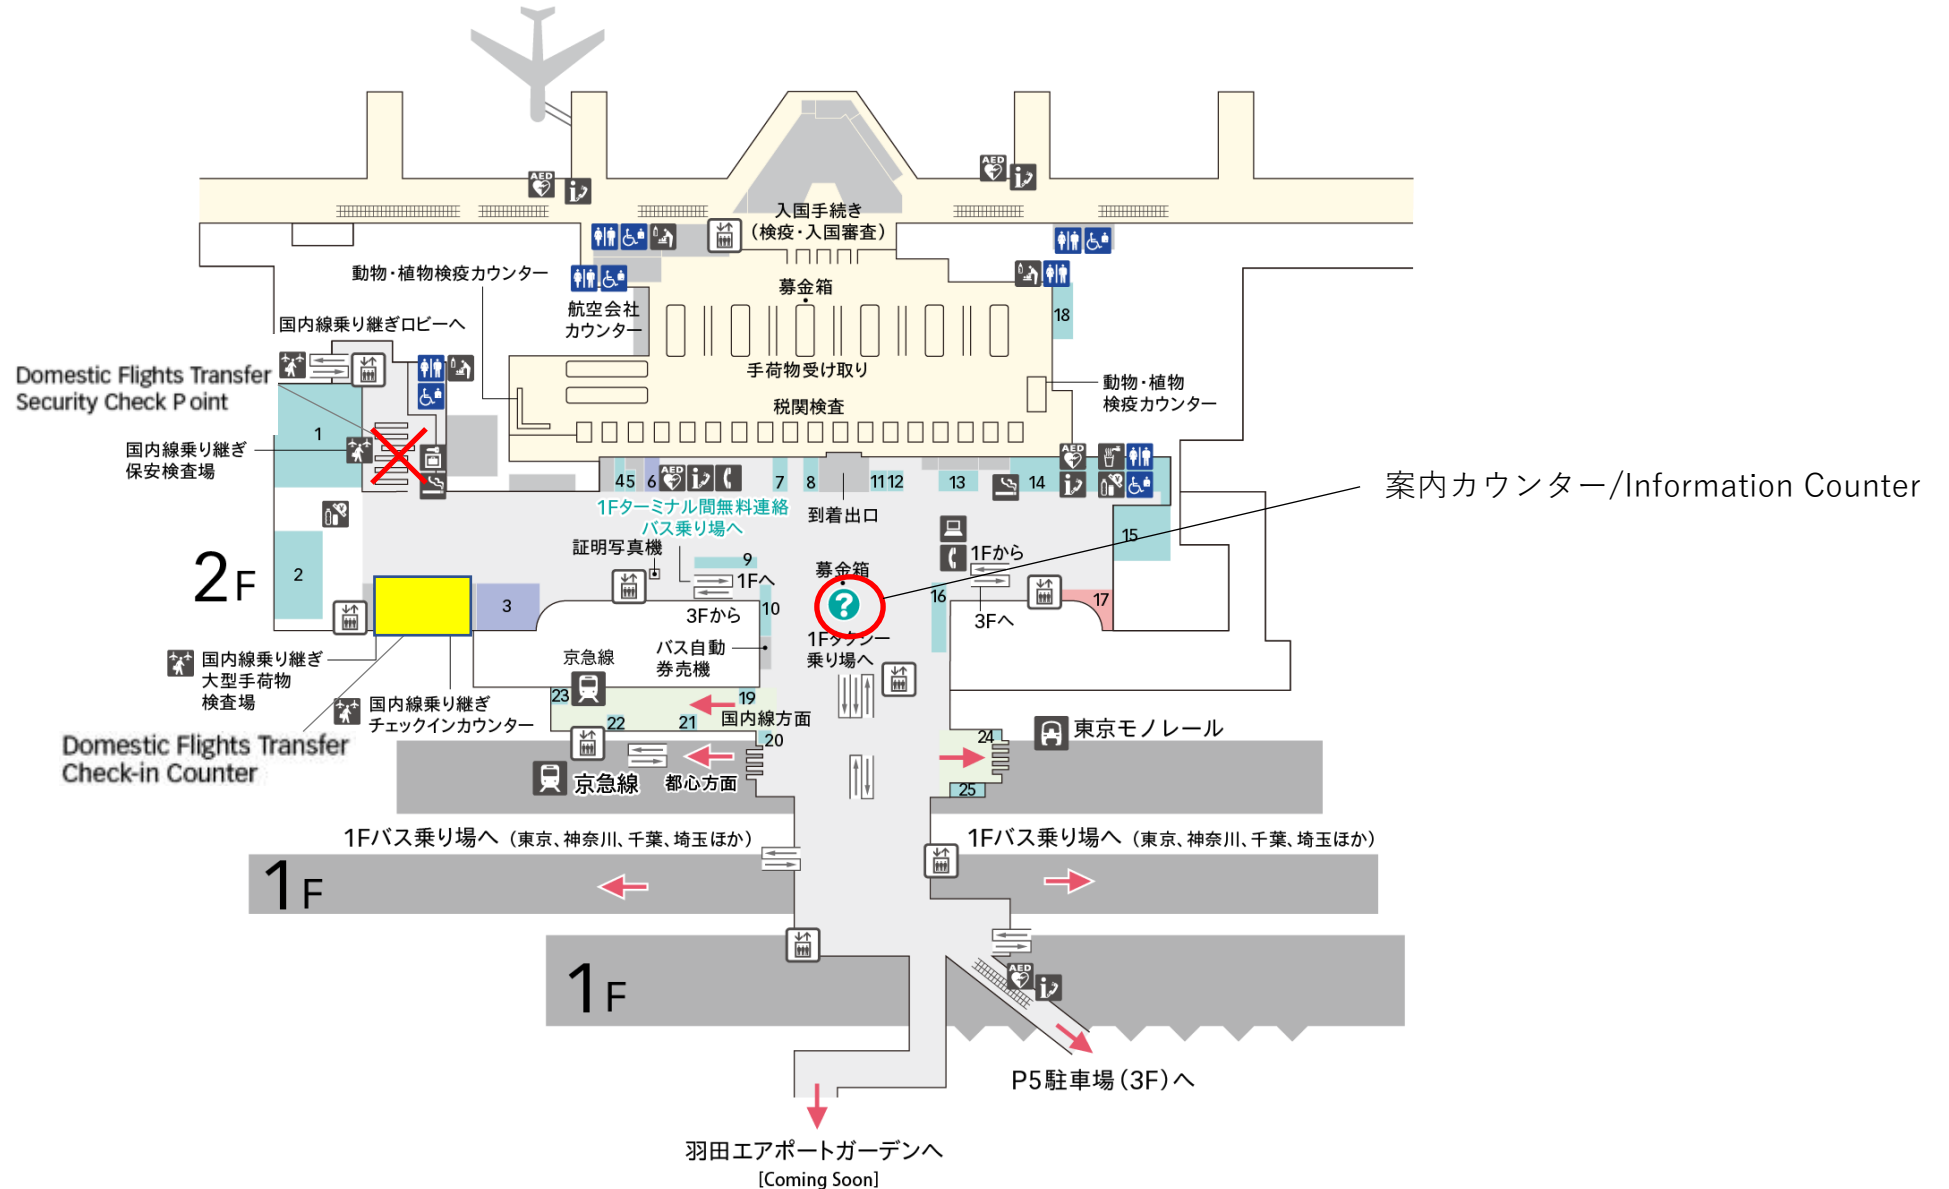 AED
AED
入国手続き
(検疫・入国審査)
動物・植物検疫カウンター
募金箱
航空会社
カウンター
18
国内線乗り継ぎロビーへ
手荷物受け取り
Domestic Flights Transfer
Security Check Point
動物・植物
検疫カウンター
税関検査
1
国内線乗り継ぎ
保安検査場
AED
AED
4
5
6
7
8
11
12
13
14
案内カウンター/Information Counter
1Fターミナル間無料連絡
バス乗り場へ
到着出口
15
証明写真機
9
1Fから
2F
2
募金箱
1Fへ
3
10
?
16
17
3Fから
3Fへ
1Fタクシー
乗り場へ
バス自動
券売機
国内線乗り継ぎ
大型手荷物
検査場
京急線
23
19
国内線乗り継ぎ
チェックインカウンター
22
21
国内線方面
20
24
東京モノレール
Domestic Flights Transfer
Check-in Counter
京急線
都心方面
25
1Fバス乗り場へ(東京、神奈川、千葉、埼玉ほか)
1Fバス乗り場へ(東京、神奈川、千葉、埼玉ほか)
1F
1F
AED
P5駐車場(3F)へ
羽田エアポートガーデンへ
[Coming Soon]